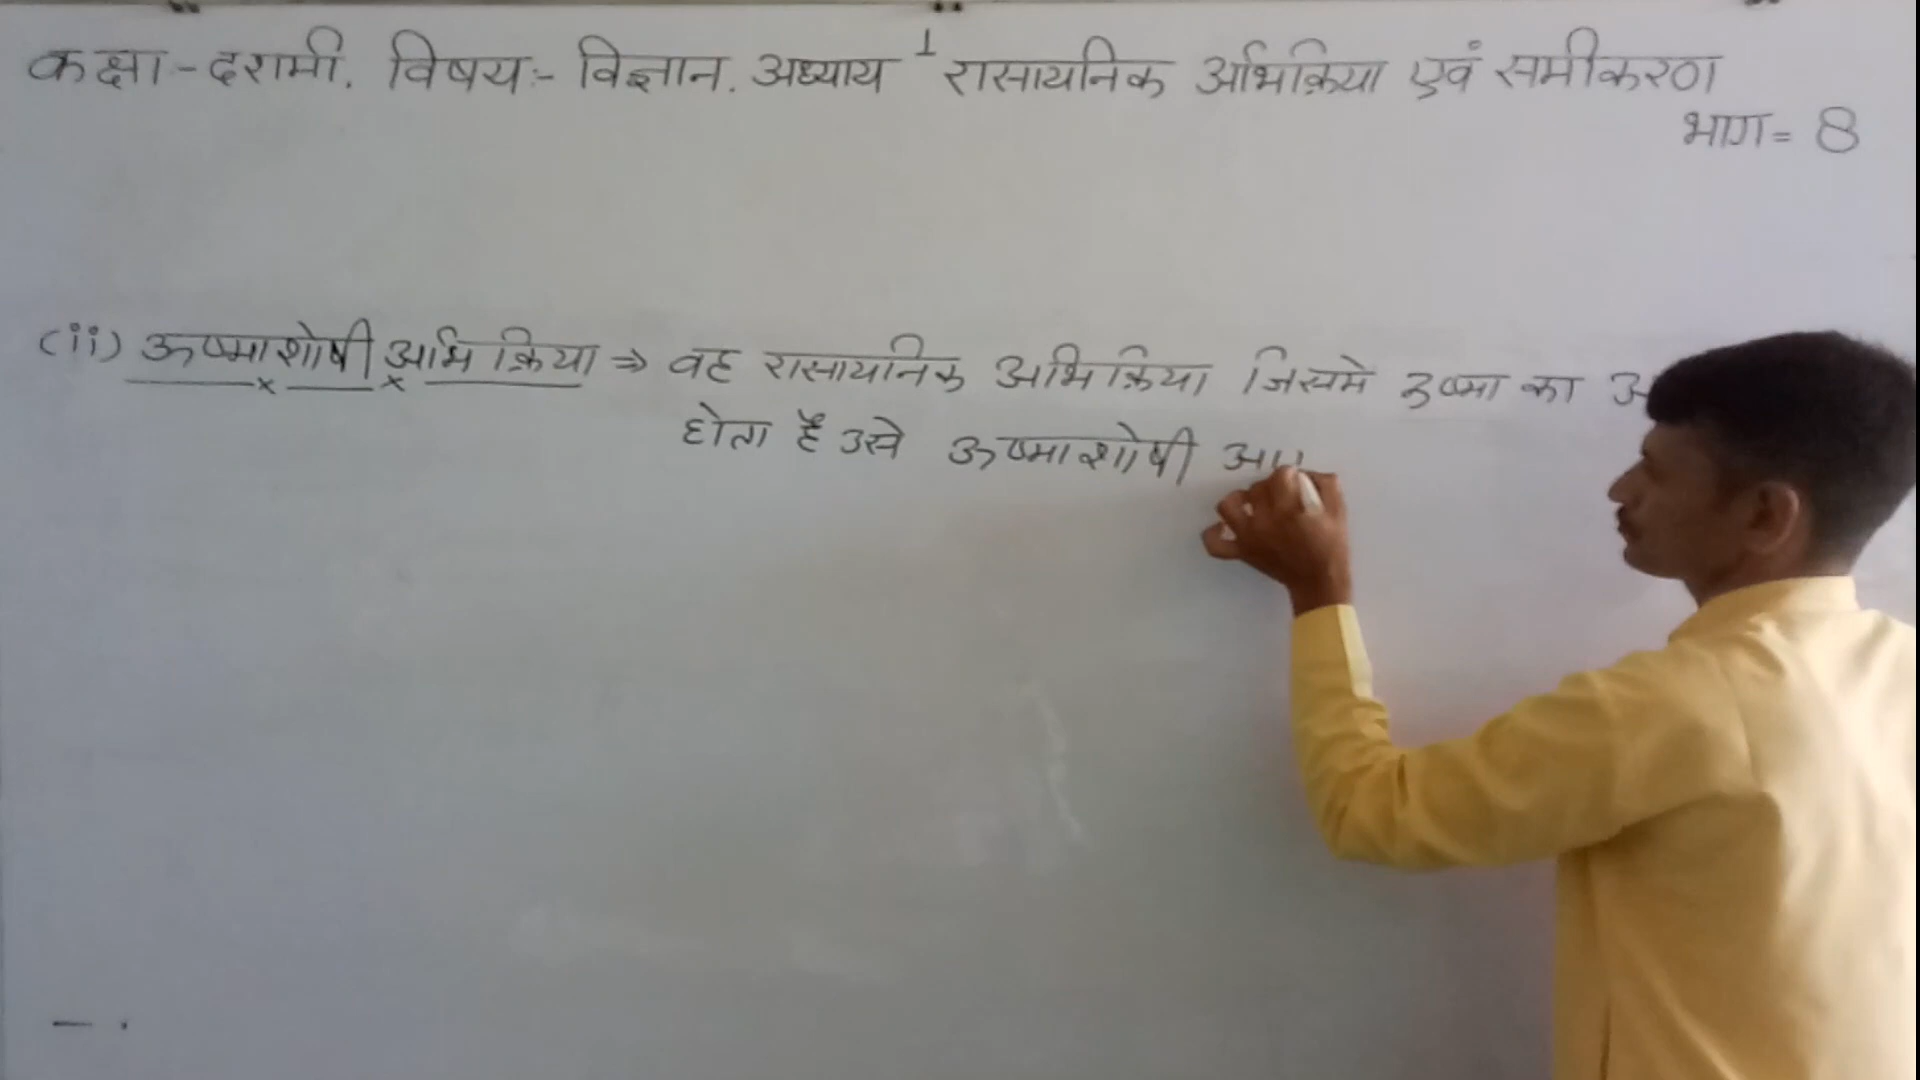 कक्षा - दशमी. विषय:- विज्ञान. अध्याय 1 रासायनिक अभिक्रिया एवं समीकरण
भाग = 8
(ii) ऊष्माशोषी अभिक्रिया ⇒ वह रासायनिक अभिक्रिया जिसमे उष्मा का
होता है उसे ऊष्माशोषी